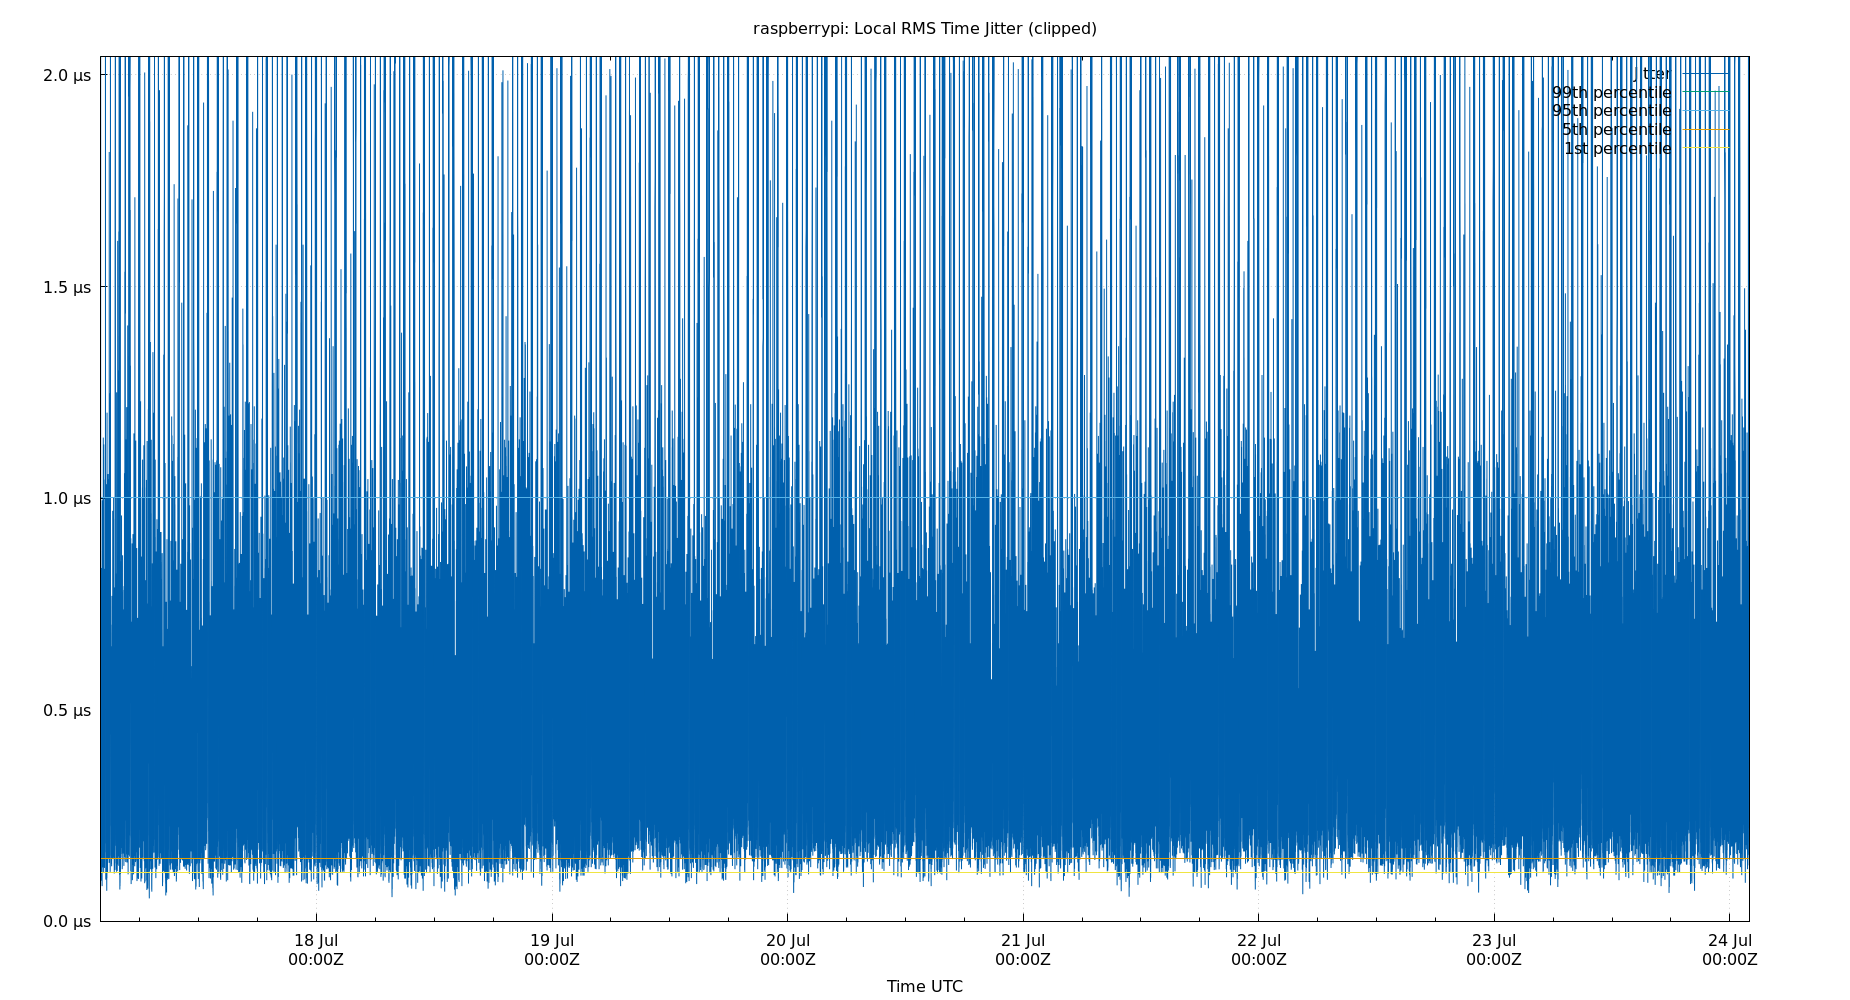 raspberrypi: Local RMS Time Jitter (clipped)
2.0 μs
1.5 μs
1.0 μs
0.5 μs
0.0 μs
jitter
99th percentile
95th percentile
5th percentile
1st percentile
18 Jul
00:00Z
19 Jul
00:00Z
20 Jul
00:00Z
21 Jul
00:00Z
22 Jul
00:00Z
23 Jul
00:00Z
24 Jul
00:00Z
Time UTC